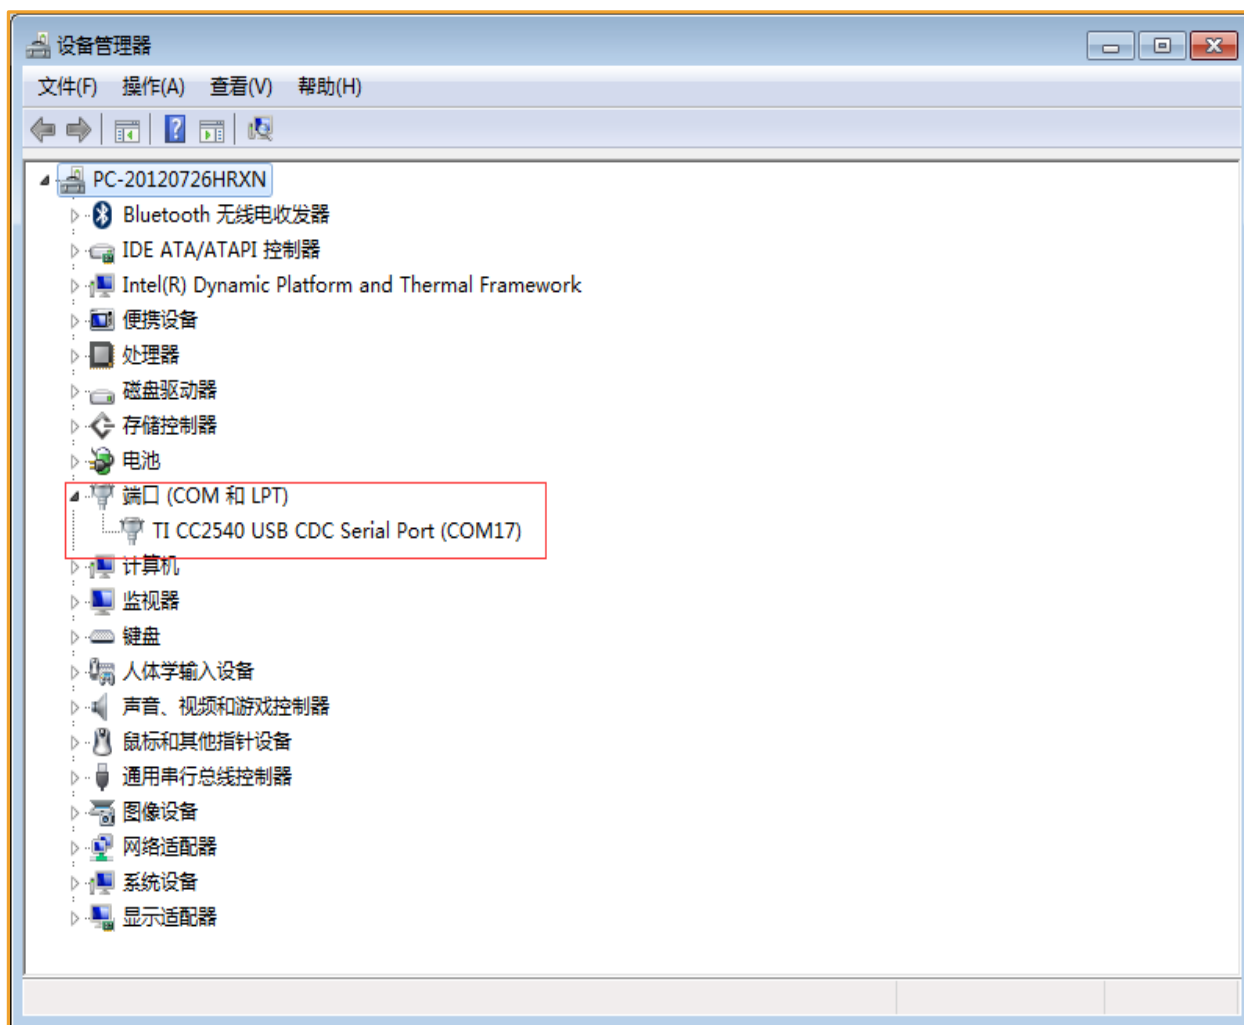 设备管理器
文件(F) 操作(A) 查看(V) 帮助(H)
PC-20120726HRXN
Bluetooth 无线电收发器
IDE ATA/ATAPI 控制器
Intel(R) Dynamic Platform and Thermal Framework
便携设备
处理器
磁盘驱动器
存储控制器
电池
端口 (COM 和 LPT)
TI CC2540 USB CDC Serial Port (COM17)
计算机
监视器
键盘
人体学输入设备
声音、视频和游戏控制器
鼠标和其他指针设备
通用串行总线控制器
图像设备
网络适配器
系统设备
显示适配器